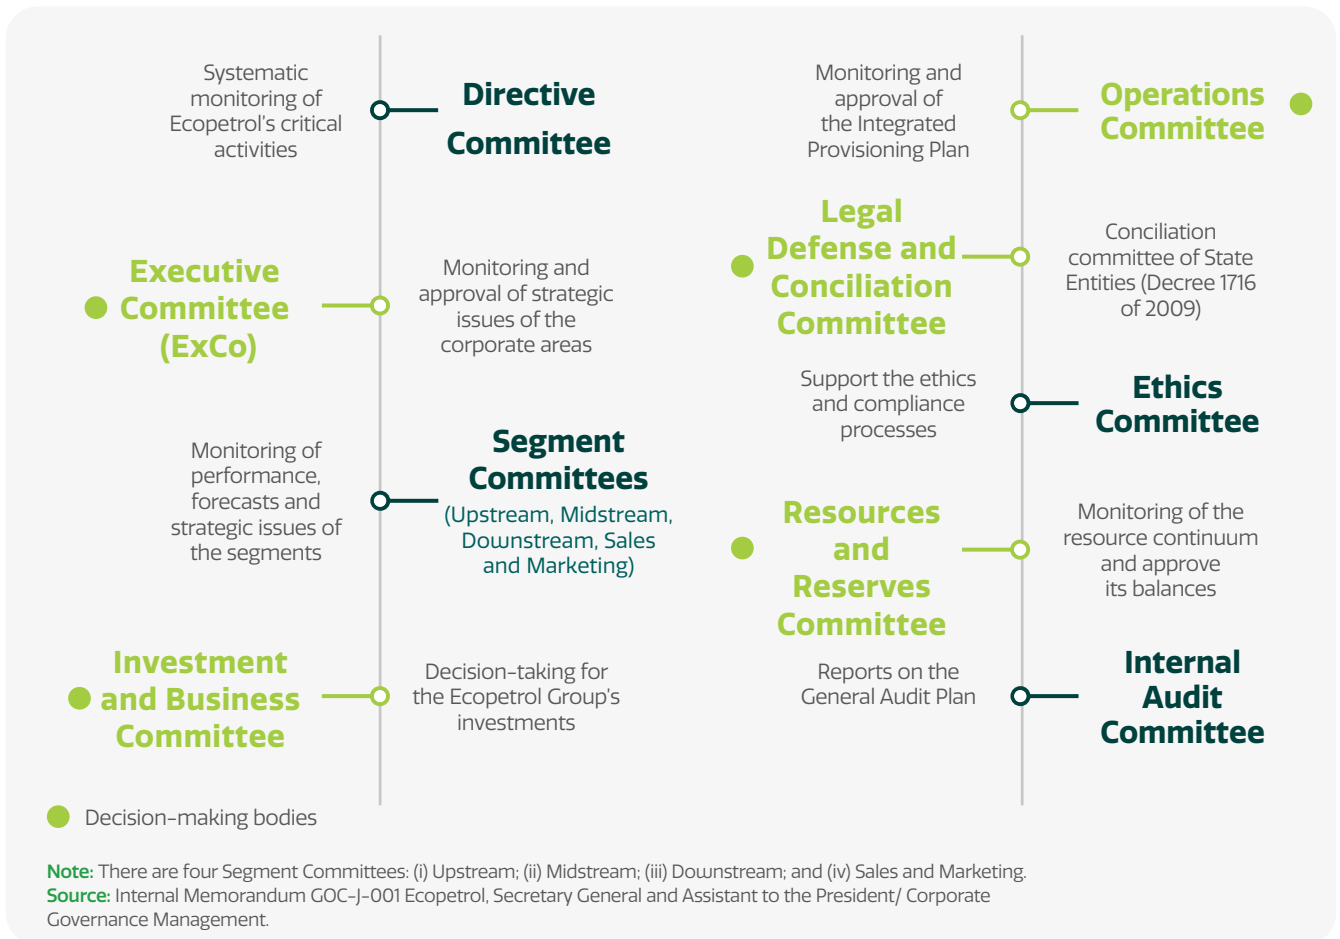 Systematic
monitoring of
Ecopetrol's critical
activities
Directive
Committee
Executive
Committee
(ExCo)
Monitoring and
approval of strategic
issues of the
corporate areas
Monitoring of
performance,
forecasts and
strategic issues of
the segments
Segment
Committees
(Upstream, Midstream,
Downstream, Sales
and Marketing)
Investment
and Business
Committee
Decision-taking for
the Ecopetrol Group's
investments
Monitoring and
approval of
the Integrated
Provisioning Plan
Operations
Committee
Legal
Defense and
Conciliation
Committee
Conciliation
committee of State
Entities (Decree 1716
of 2009)
Support the ethics
and compliance
processes
Ethics
Committee
Resources
and
Reserves
Committee
Monitoring of the
resource continuum
and approve
its balances
Reports on the
General Audit Plan
Internal
Audit
Committee
Decision-making bodies
Note: There are four Segment Committees: (i) Upstream; (ii) Midstream; (iii) Downstream; and (iv) Sales and Marketing.
Source: Internal Memorandum GOC-J-001 Ecopetrol, Secretary General and Assistant to the President/ Corporate
Governance Management.